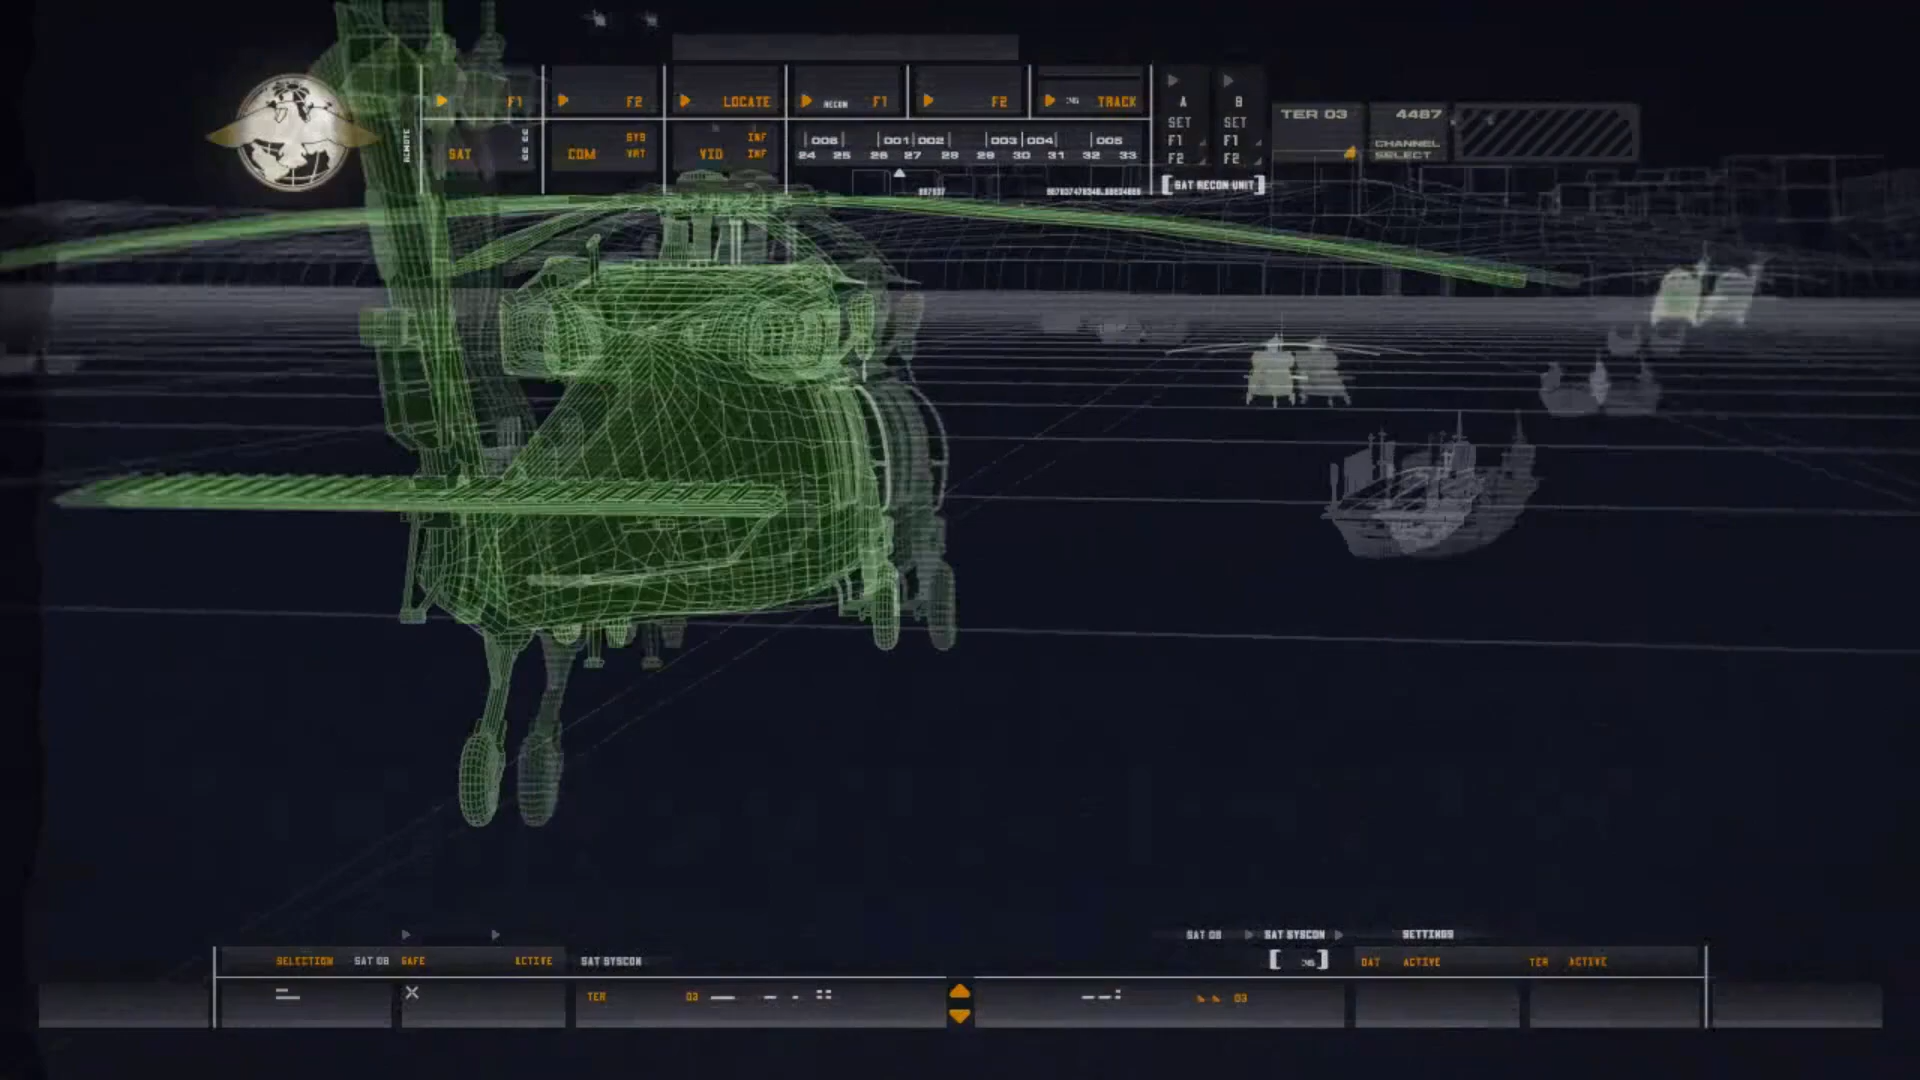 REMOTE
F1
F2
LOCATE
RECON F1
F2
TRACK
SAT
COM
SYS
VID
INF
INF
006 001 002 003 004 005
24 25 26 27 28 29 30 31 32 33
A
SET
F1
F2
B
SET
F1
F2
[SAT RECON UNIT]
TER 03
4487
CHANNEL
SELECT
SAT 08 SAT SYSCON SETTINGS
SELECTION SAT 08 SAFE ACTIVE SAT SYSCON
ACTIVE TER ACTIVE
TER 03
03